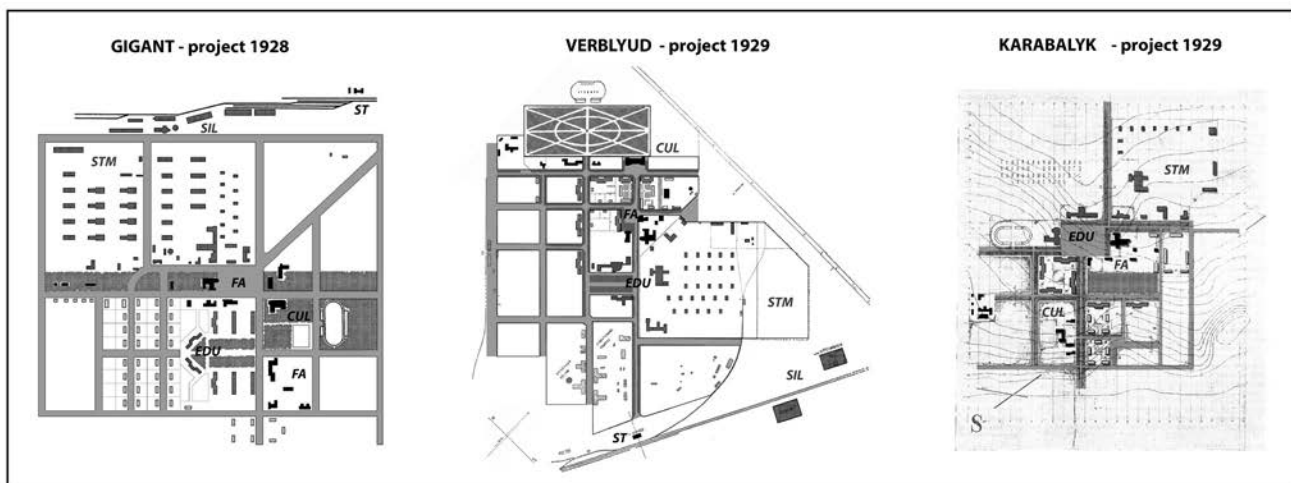 GIGANT - project 1928
ST
SIL
STM
FA
CUL
EDU
FA
VERBLYUD - project 1929
CUL
FA
EDU
STM
SIL
ST
KARABALYK - project 1929
STM
EDU
FA
CUL
S